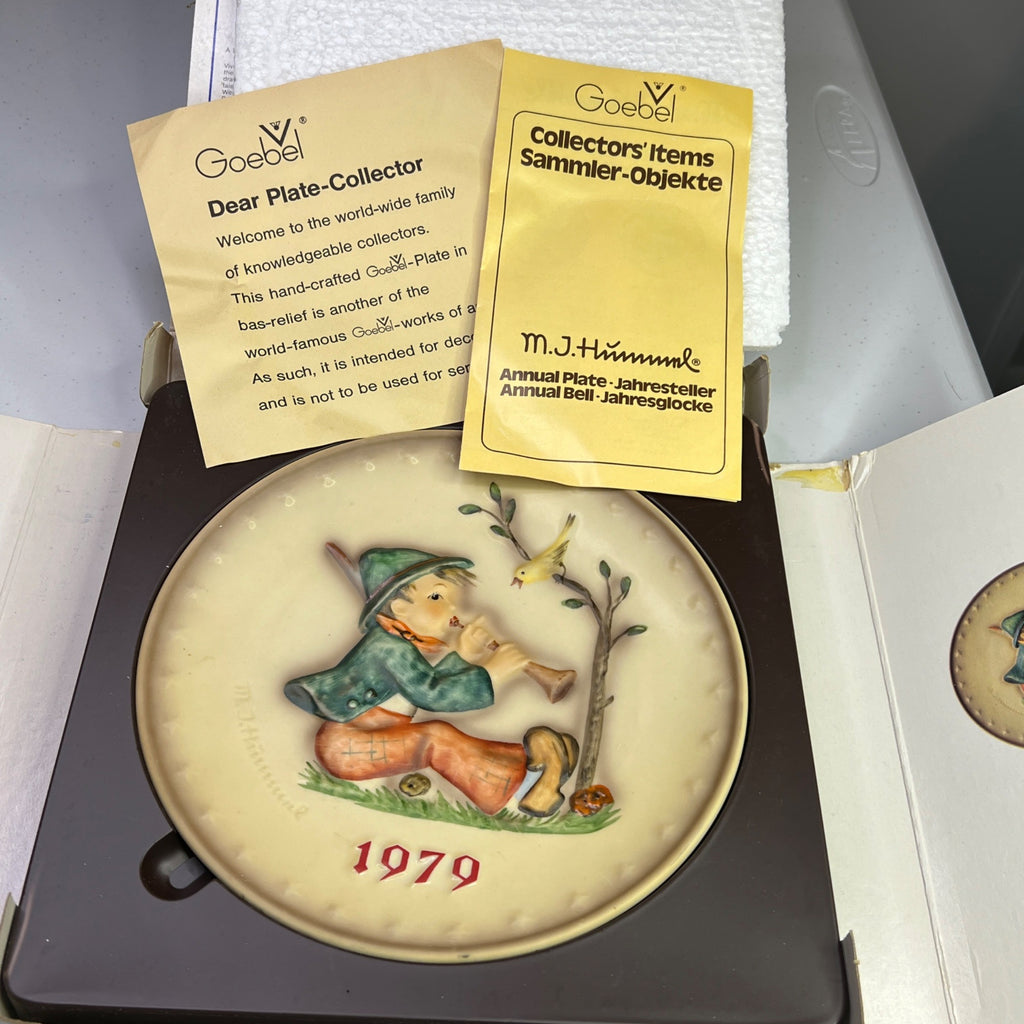 Goebel®
Dear Plate-Collector
Welcome to the world-wide family
of knowledgeable collectors.
This hand-crafted Goebel-Plate in
bas-relief is another of the
world-famous Goebel-works of a
As such, it is intended for deco
and is not to be used for ser
Goebel®
Collectors' Items
Sammler-Objekte
M.J.Hummel®
Annual Plate · Jahresteller
Annual Bell · Jahresglocke
M.J.Hummel
1979